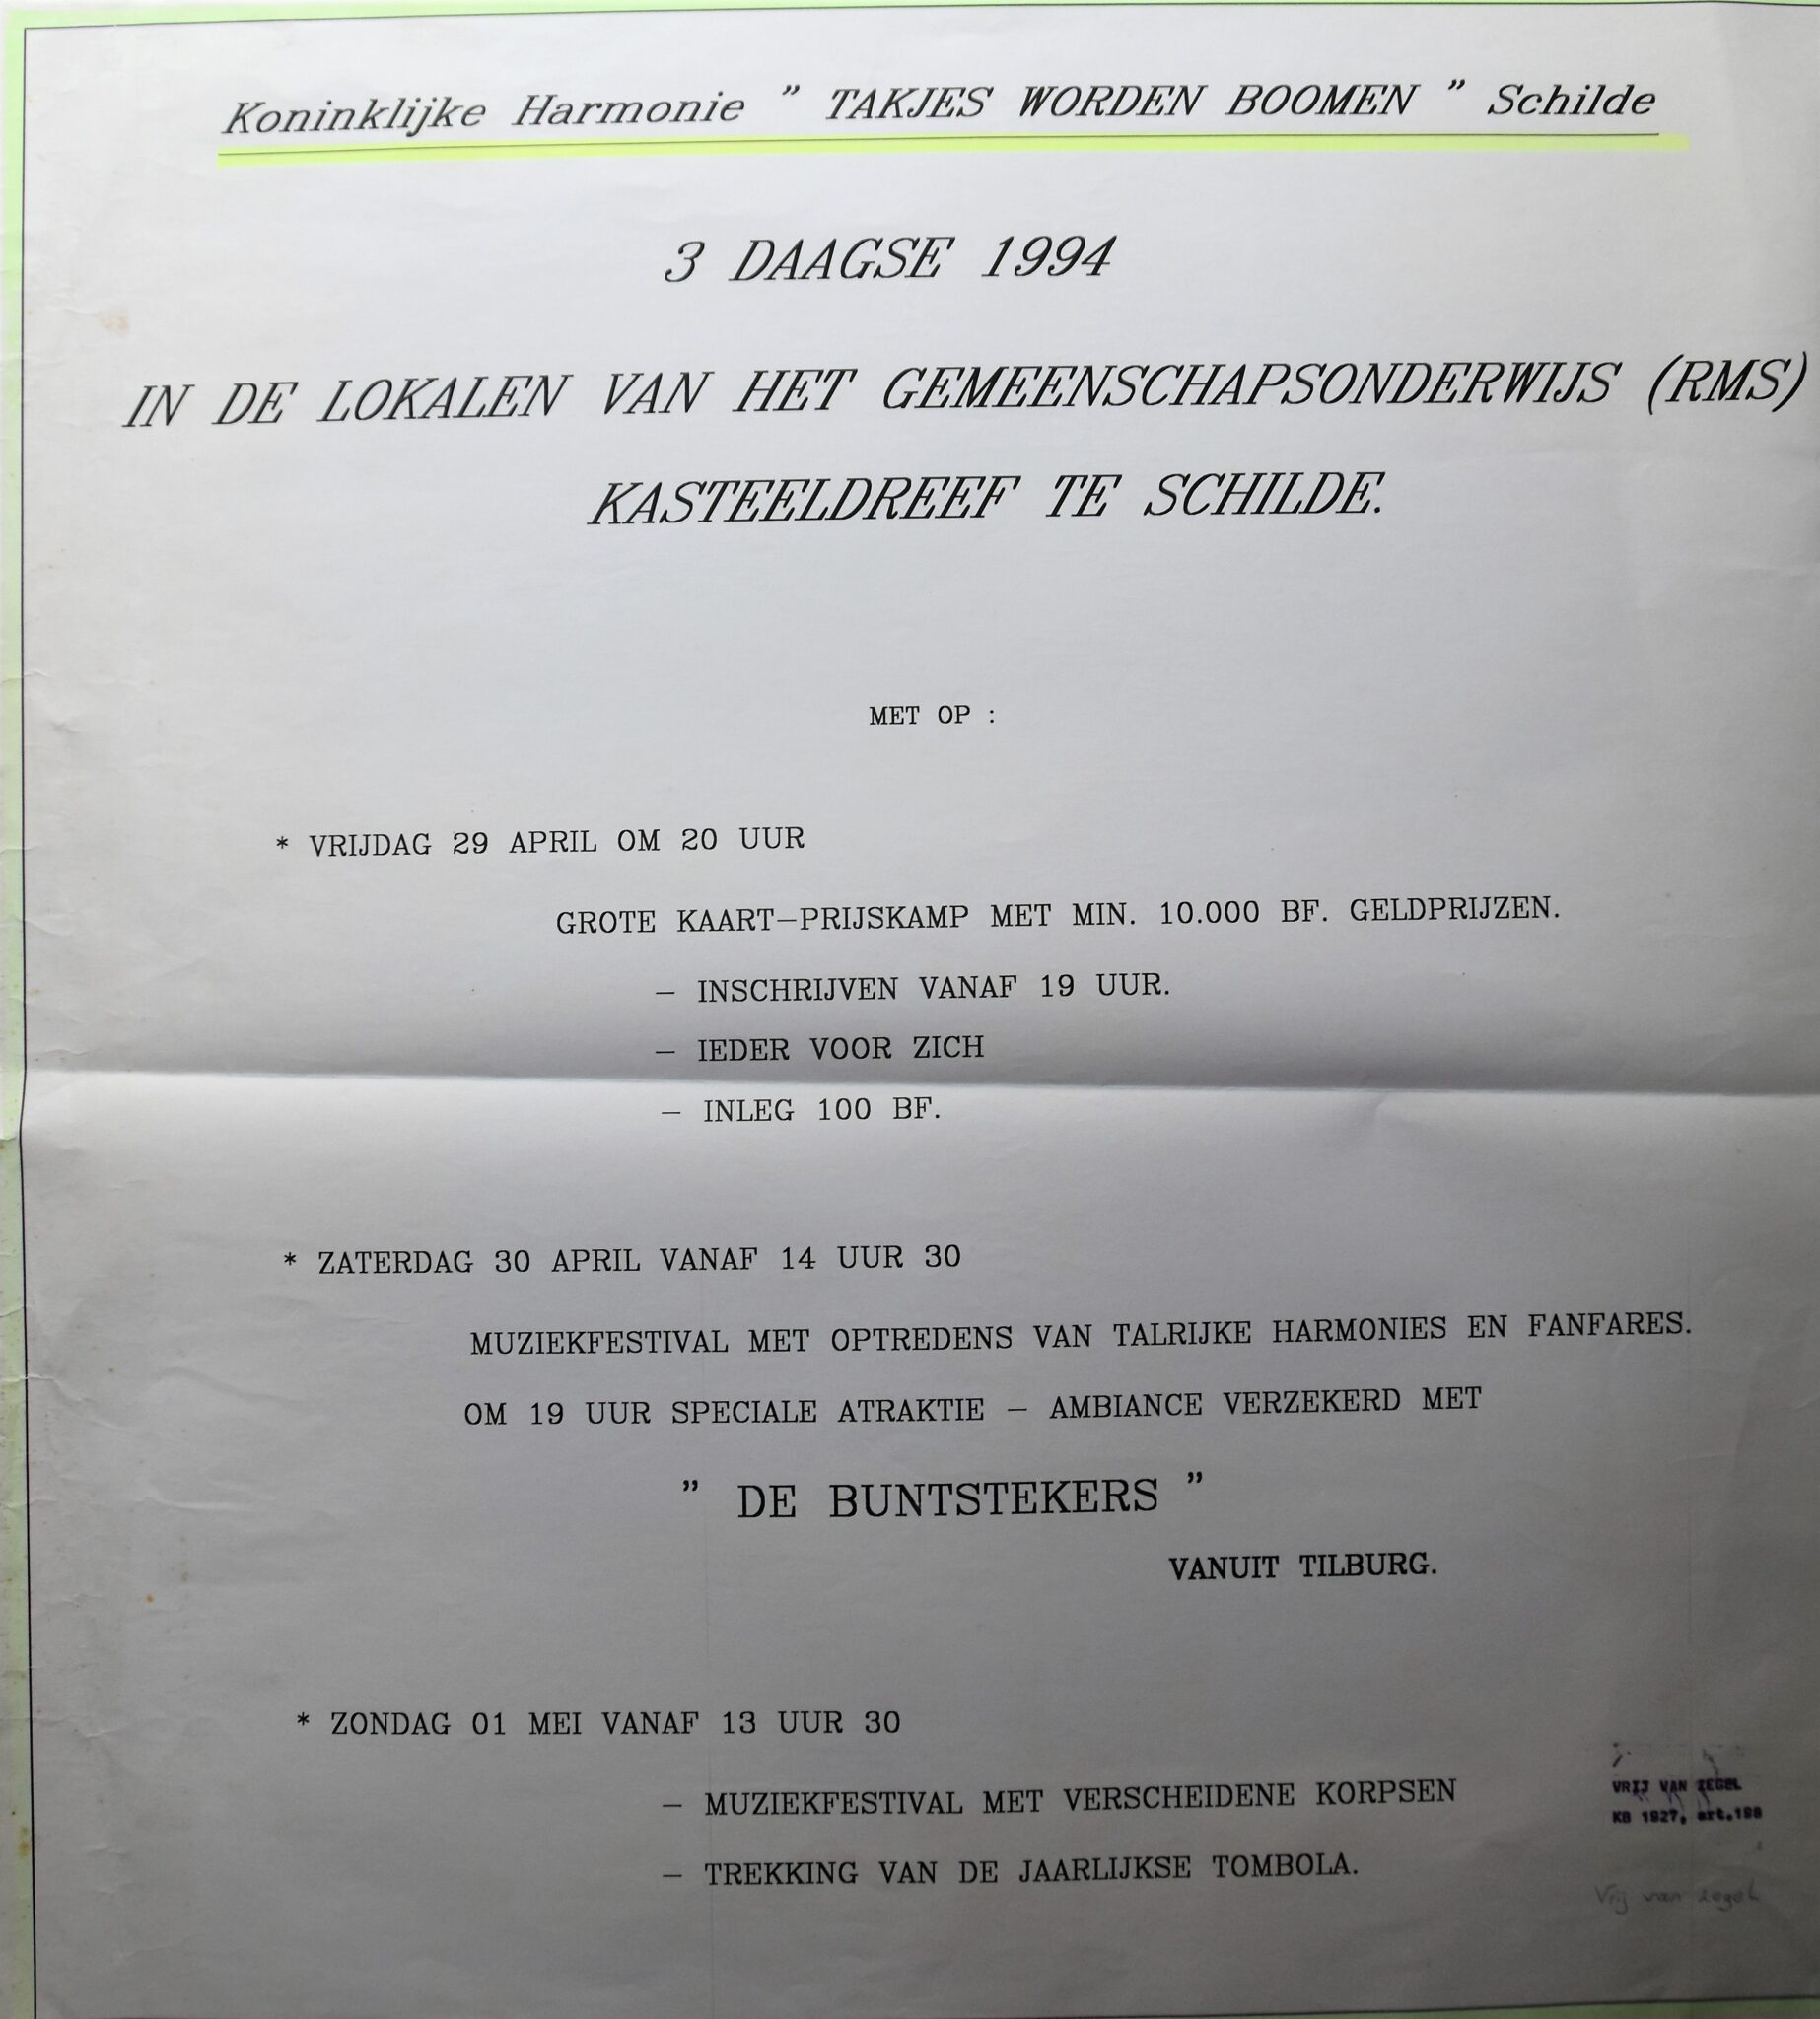 Koninklijke Harmonie " TAKJES WORDEN BOOMEN " Schilde
3 DAAGSE 1994
IN DE LOKALEN VAN HET GEMEENSCHAPSONDERWIJS (RMS)
KASTEELDREEF TE SCHILDE.
MET OP :
* VRIJDAG 29 APRIL OM 20 UUR
GROTE KAART-PRIJSKAMP MET MIN. 10.000 BF. GELDPRIJZEN.
- INSCHRIJVEN VANAF 19 UUR.
- IEDER VOOR ZICH
- INLEG 100 BF.
* ZATERDAG 30 APRIL VANAF 14 UUR 30
MUZIEKFESTIVAL MET OPTREDENS VAN TALRIJKE HARMONIES EN FANFARES.
OM 19 UUR SPECIALE ATRAKTIE - AMBIANCE VERZEKERD MET
" DE BUNTSTEKERS "
VANUIT TILBURG.
* ZONDAG 01 MEI VANAF 13 UUR 30
- MUZIEKFESTIVAL MET VERSCHEIDENE KORPSEN
- TREKKING VAN DE JAARLIJKSE TOMBOLA.
VRIJ VAN ZEGEL
KB 1927, art.198
Vrij van zegel